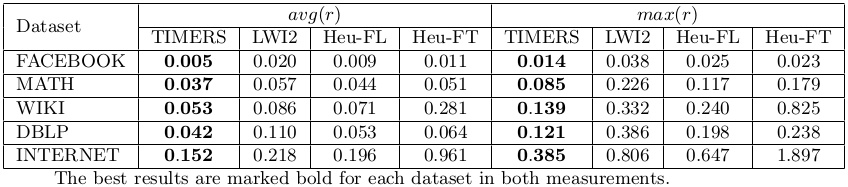 Dataset avg(r) max(r)
TIMERS LWI2 Heu-FL Heu-FT TIMERS LWI2 Heu-FL Heu-FT
FACEBOOK 0.005 0.020 0.009 0.011 0.014 0.038 0.025 0.023
MATH 0.037 0.057 0.044 0.051 0.085 0.226 0.117 0.179
WIKI 0.053 0.086 0.071 0.281 0.139 0.332 0.240 0.825
DBLP 0.042 0.110 0.053 0.064 0.121 0.386 0.198 0.238
INTERNET 0.152 0.218 0.196 0.961 0.385 0.806 0.647 1.897
The best results are marked bold for each dataset in both measurements.